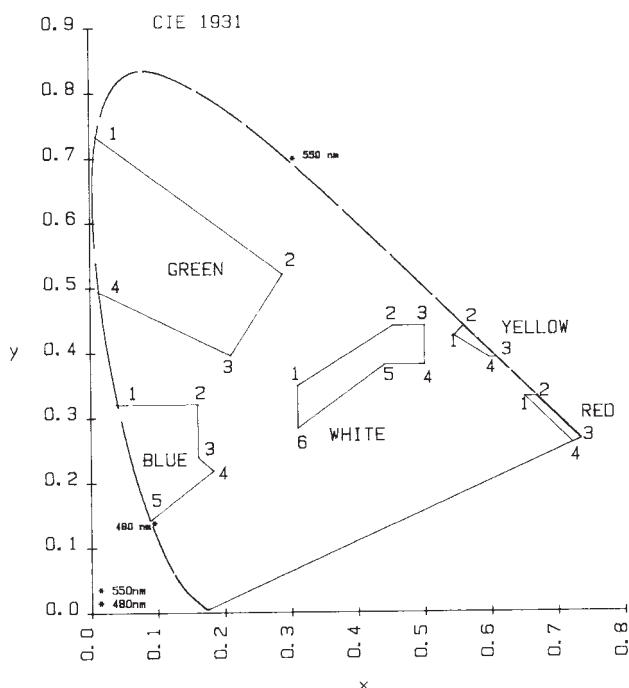 CIE 1931
0.9
0.8
0.7
0.6
0.5
0.4
0.3
0.2
0.1
0.0
y
1
2
GREEN
4
3
* 550 nm
2 3
1
5 4
6
WHITE
2
YELLOW
1
3
4
1 2
RED
3
4
1 2
3
BLUE
4
5
480 nm *
* 550nm
* 480nm
0.0 0.1 0.2 0.3 0.4 0.5 0.6 0.7 0.8
x